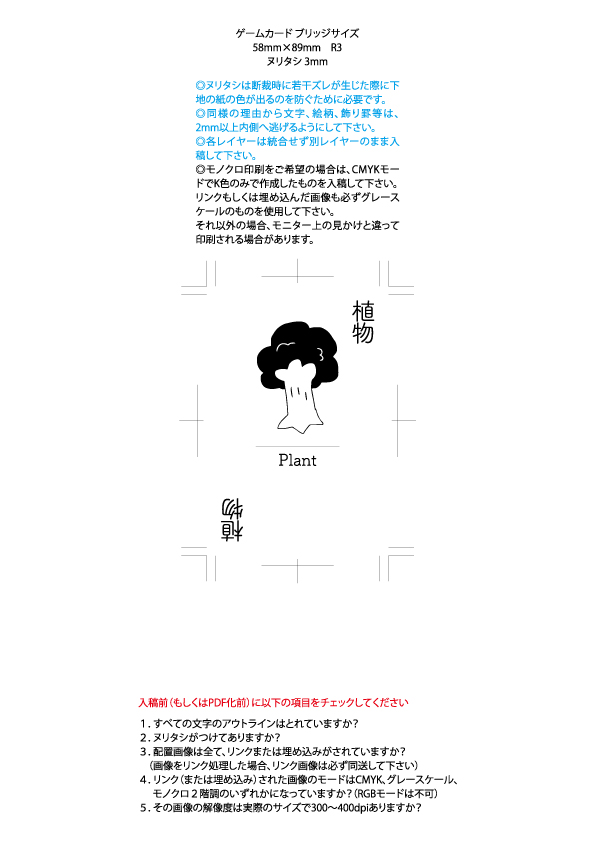 ゲームカード ブリッジサイズ
58mm×89mm　R3
ヌリタシ 3mm
◎ヌリタシは断裁時に若干ズレが生じた際に下
地の紙の色が出るのを防ぐために必要です。
◎同様の理由から文字、絵柄、飾り罫等は、
2mm以上内側へ逃げるようにして下さい。
◎各レイヤーは統合せず別レイヤーのまま入
稿して下さい。
◎モノクロ印刷をご希望の場合は、CMYKモー
ドでK色のみで作成したものを入稿して下さい。
リンクもしくは埋め込んだ画像も必ずグレース
ケールのものを使用して下さい。
それ以外の場合、モニター上の見かけと違って
印刷される場合があります。
植物
Plant
植物
入稿前（もしくはPDF化前）に以下の項目をチェックしてください
１．すべての文字のアウトラインはとれていますか？
２．ヌリタシがつけてありますか？
３．配置画像は全て、リンクまたは埋め込みがされていますか？
（画像をリンク処理した場合、リンク画像は必ず同送して下さい）
４．リンク（または埋め込み）された画像のモードはCMYK、グレースケール、
モノクロ２階調のいずれかになっていますか？（RGBモードは不可）
５．その画像の解像度は実際のサイズで300〜400dpiありますか？